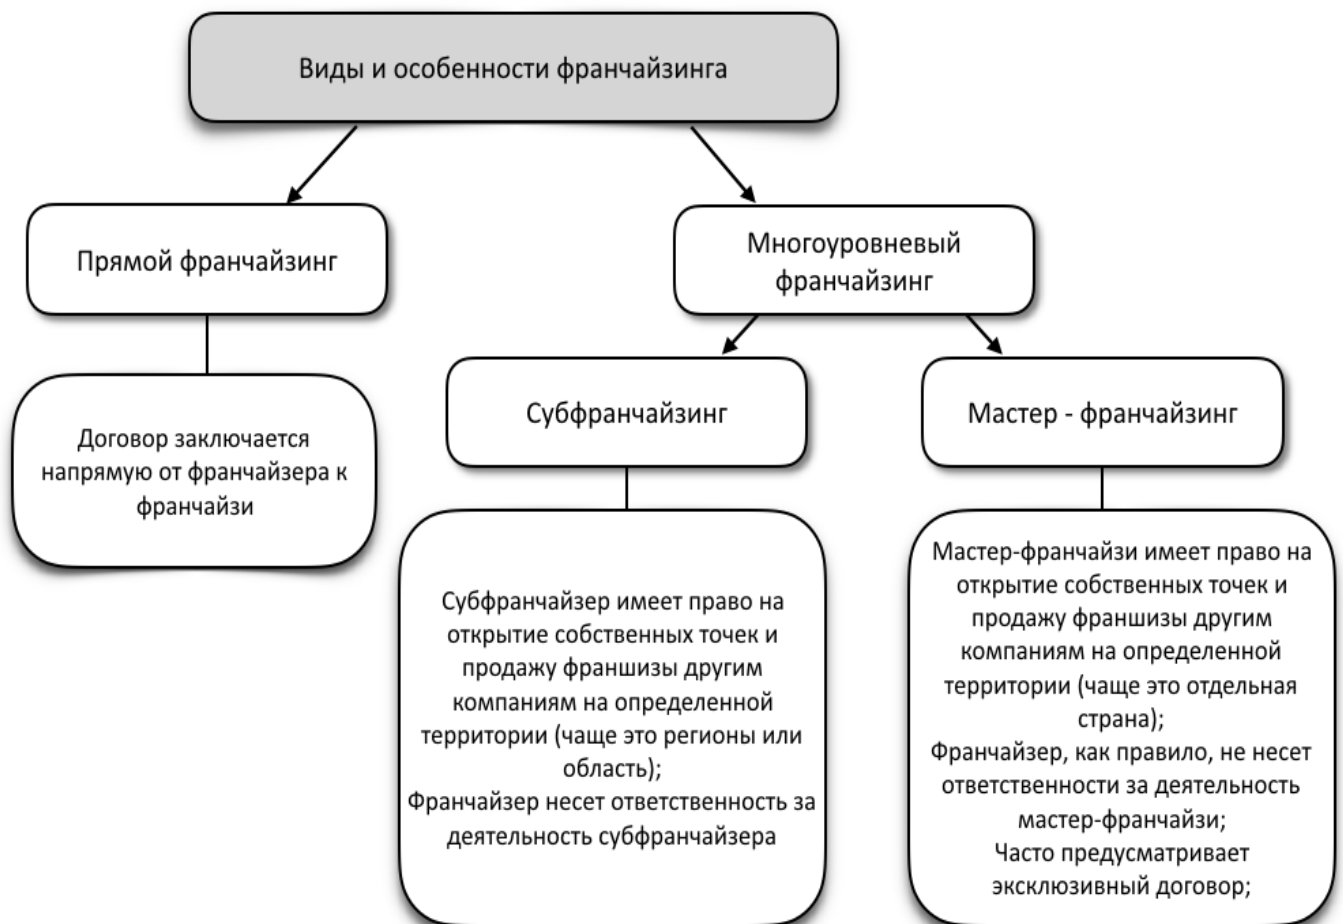 Виды и особенности франчайзинга
Прямой франчайзинг
Многоуровневый
франчайзинг
Договор заключается
напрямую от франчайзера к
франчайзи
Субфранчайзинг
Мастер - франчайзинг
Субфранчайзер имеет право на
открытие собственных точек и
продажу франшизы другим
компаниям на определенной
территории (чаще это регионы или
область);
Франчайзер несет ответственность за
деятельность субфранчайзера
Мастер-франчайзи имеет право на
открытие собственных точек и
продажу франшизы другим
компаниям на определенной
территории (чаще это отдельная
страна);
Франчайзер, как правило, не несет
ответственности за деятельность
мастер-франчайзи;
Часто предусматривает
эксклюзивный договор;